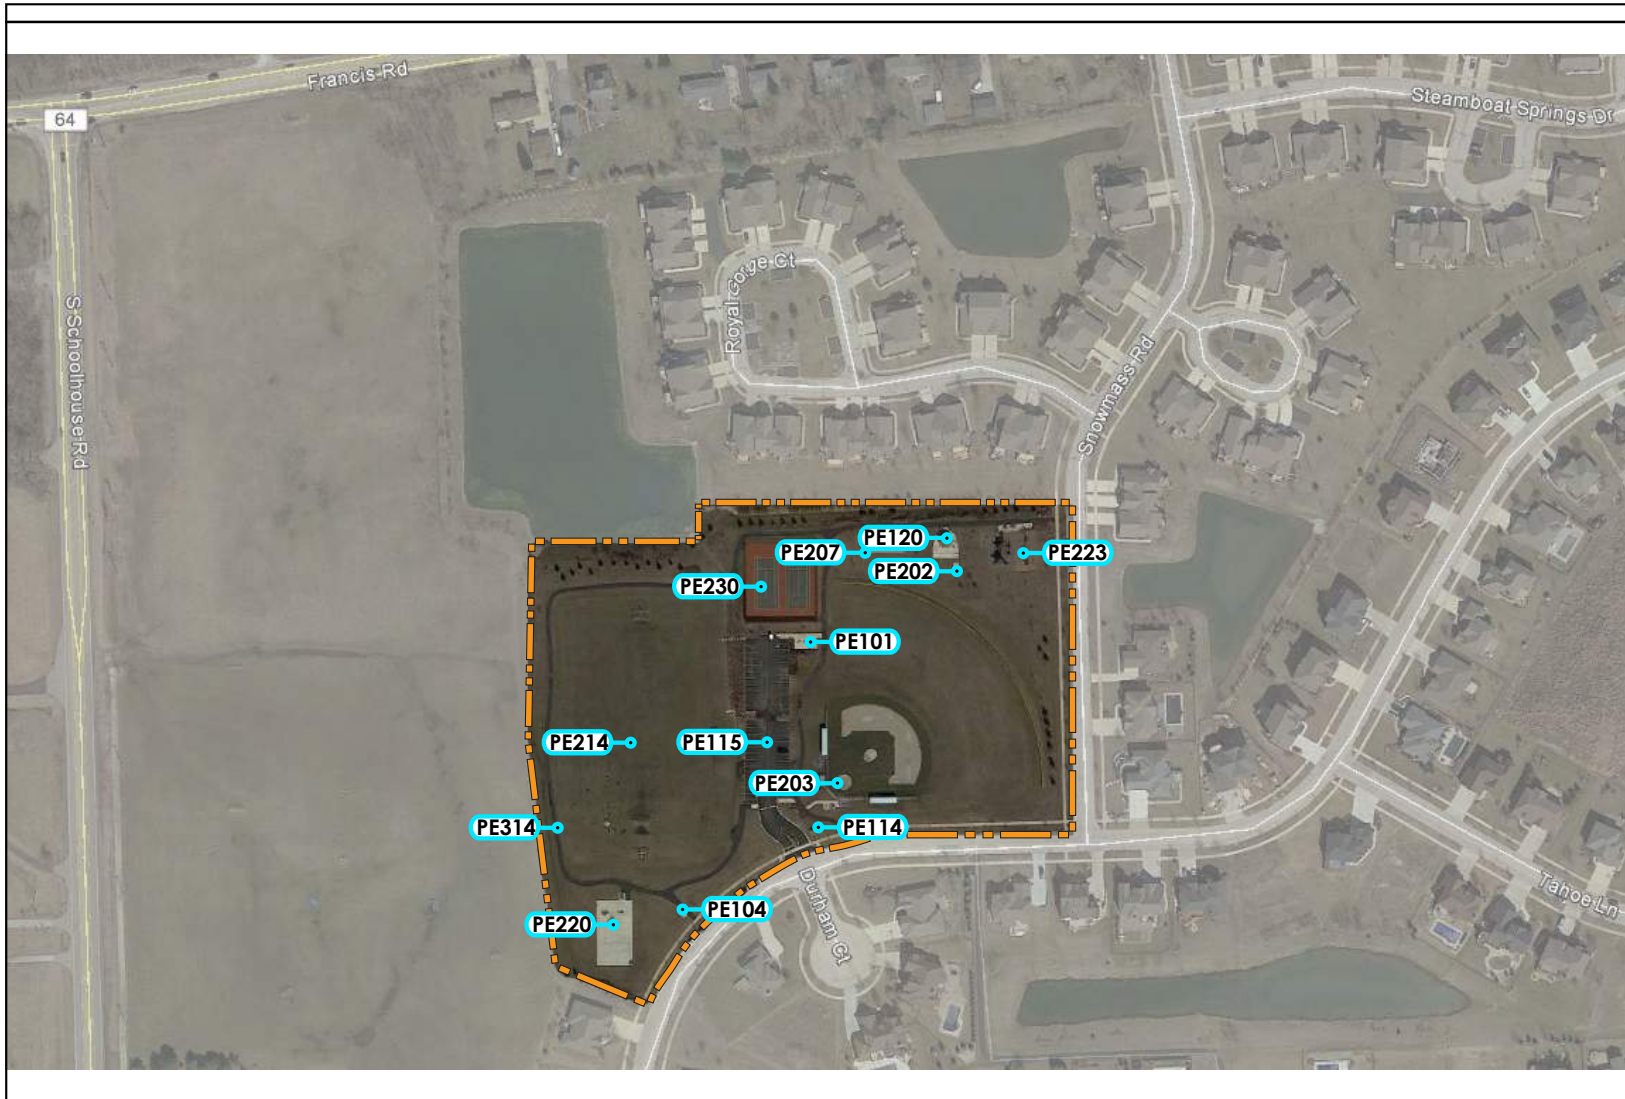 Francis Rd
64
Steamboat Springs Dr
Royal Gorge Ct
S Schoolhouse Rd
Snowmass Rd
PE120
PE207
PE223
PE202
PE230
PE101
PE214
PE115
PE203
PE314
PE114
PE104
PE220
Durham Ct
Tahoe Ln